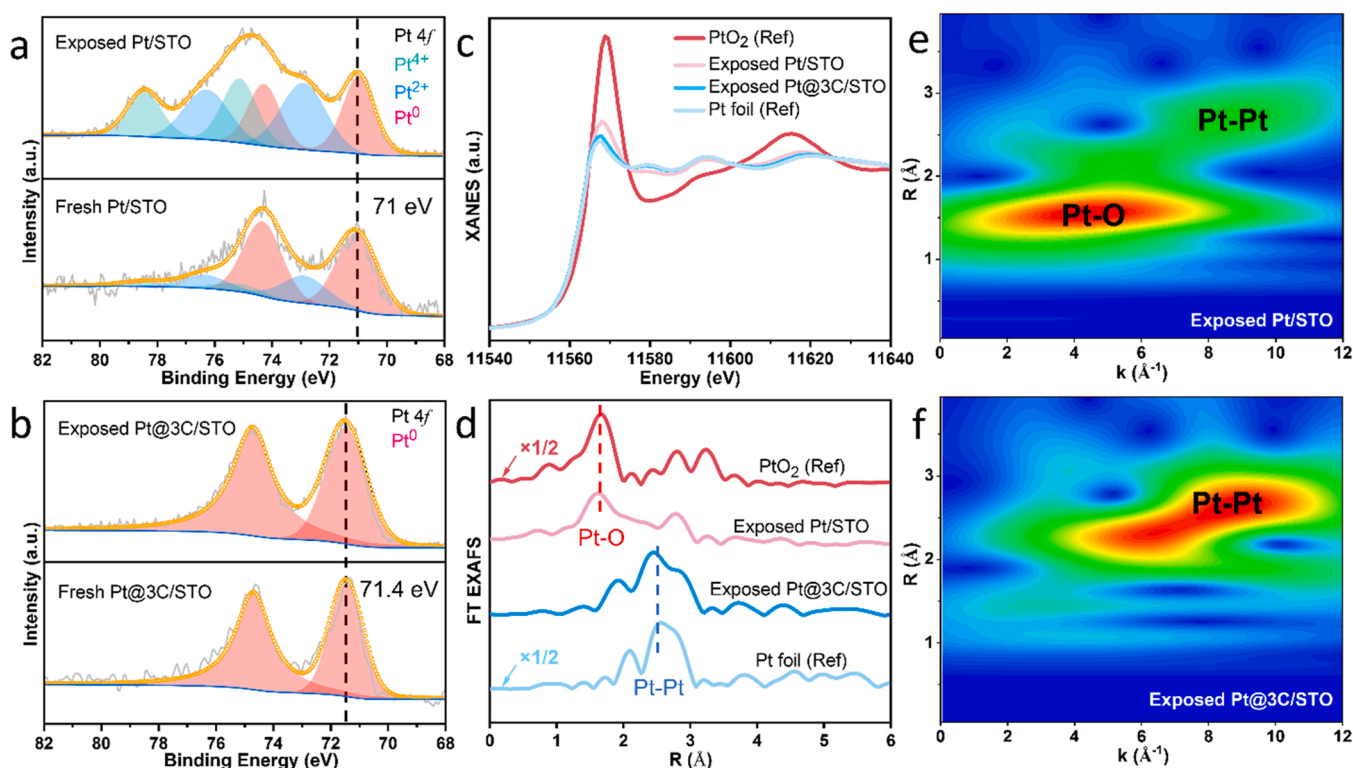 a
Exposed Pt/STO
Pt 4f
Pt4+
Pt2+
Pt0
Fresh Pt/STO
71 eV
Intensity (a.u.)
82 80 78 76 74 72 70 68
Binding Energy (eV)
b
Exposed Pt@3C/STO
Pt 4f
Pt0
Fresh Pt@3C/STO
71.4 eV
Intensity (a.u.)
82 80 78 76 74 72 70 68
Binding Energy (eV)
c
PtO2 (Ref)
Exposed Pt/STO
Exposed Pt@3C/STO
Pt foil (Ref)
XANES (a.u.)
11540 11560 11580 11600 11620 11640
Energy (eV)
d
×1/2
PtO2 (Ref)
Pt-O
Exposed Pt/STO
Exposed Pt@3C/STO
×1/2
Pt-Pt
Pt foil (Ref)
FT EXAFS
0 1 2 3 4 5 6
R (Å)
e
3
2
1
R (Å)
Pt-Pt
Pt-O
Exposed Pt/STO
0 2 4 6 8 10 12
k (Å-1)
f
3
2
1
R (Å)
Pt-Pt
Exposed Pt@3C/STO
0 2 4 6 8 10 12
k (Å-1)